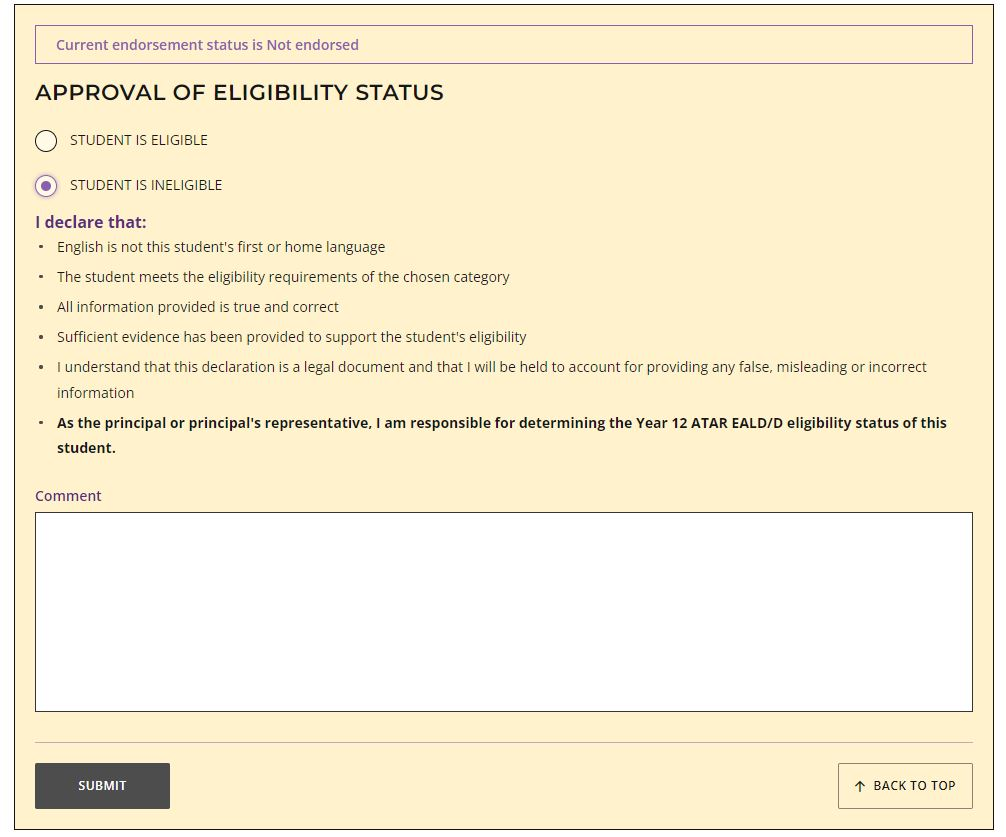 Current endorsement status is Not endorsed
APPROVAL OF ELIGIBILITY STATUS
STUDENT IS ELIGIBLE
STUDENT IS INELIGIBLE
I declare that:
English is not this student's first or home language
The student meets the eligibility requirements of the chosen category
All information provided is true and correct
Sufficient evidence has been provided to support the student's eligibility
I understand that this declaration is a legal document and that I will be held to account for providing any false, misleading or incorrect
information
As the principal or principal's representative, I am responsible for determining the Year 12 ATAR EALD/D eligibility status of this
student.
Comment
SUBMIT
BACK TO TOP